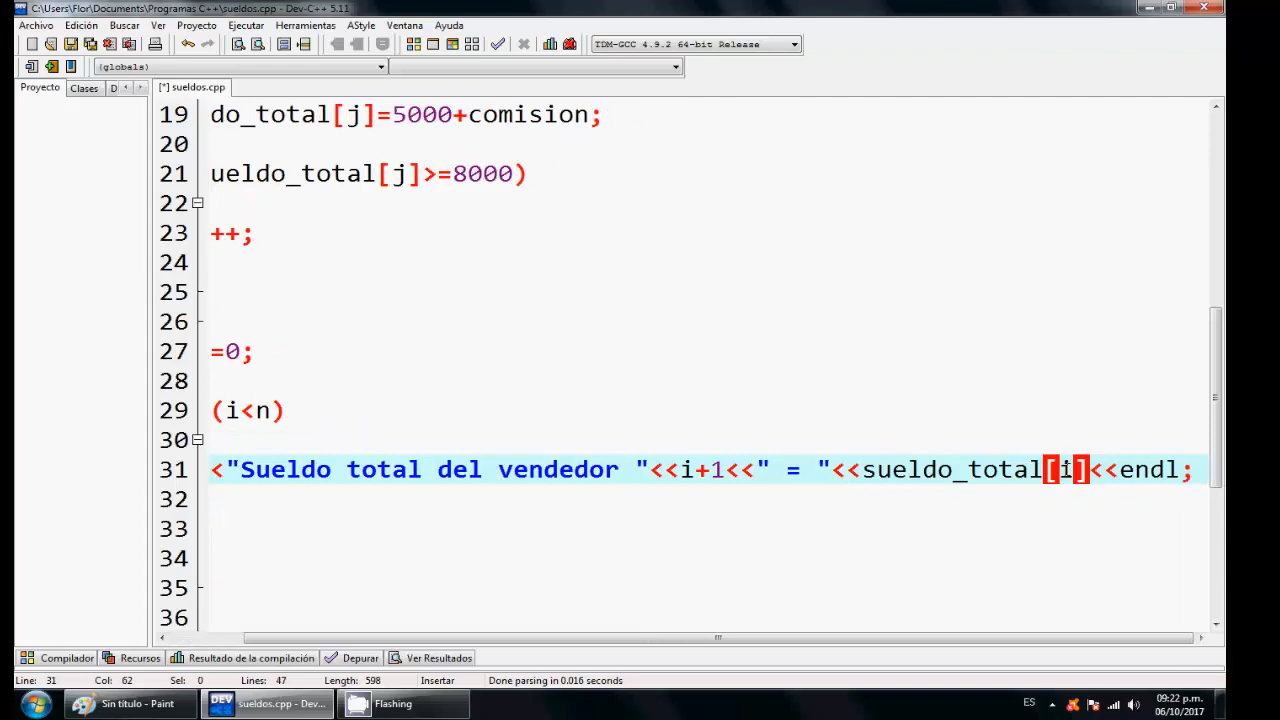 C:\Users\Flor\Documents\Programas C++\sueldos.cpp - Dev-C++ 5.11
Archivo Edición Buscar Ver Proyecto Ejecutar Herramientas AStyle Ventana Ayuda
TDM-GCC 4.9.2 64-bit Release
(globals)
Proyecto Clases D [*] sueldos.cpp
19 do_total[j]=5000+comision;
20
21 ueldo_total[j]>=8000)
22
23 ++;
24
25
26
27 =0;
28
29 (i<n)
30
31 <"Sueldo total del vendedor "<<i+1<<" = "<<sueldo_total[i]<<endl;
32
33
34
35
36
Compilador Recursos Resultado de la compilación Depurar Ver Resultados
Line: 31 Col: 62 Sel: 0 Lines: 47 Length: 598 Insertar Done parsing in 0.016 seconds
Sin título - Paint DEV sueldos.cpp - Dev... Flashing ES 09:22 p.m.
06/10/2017